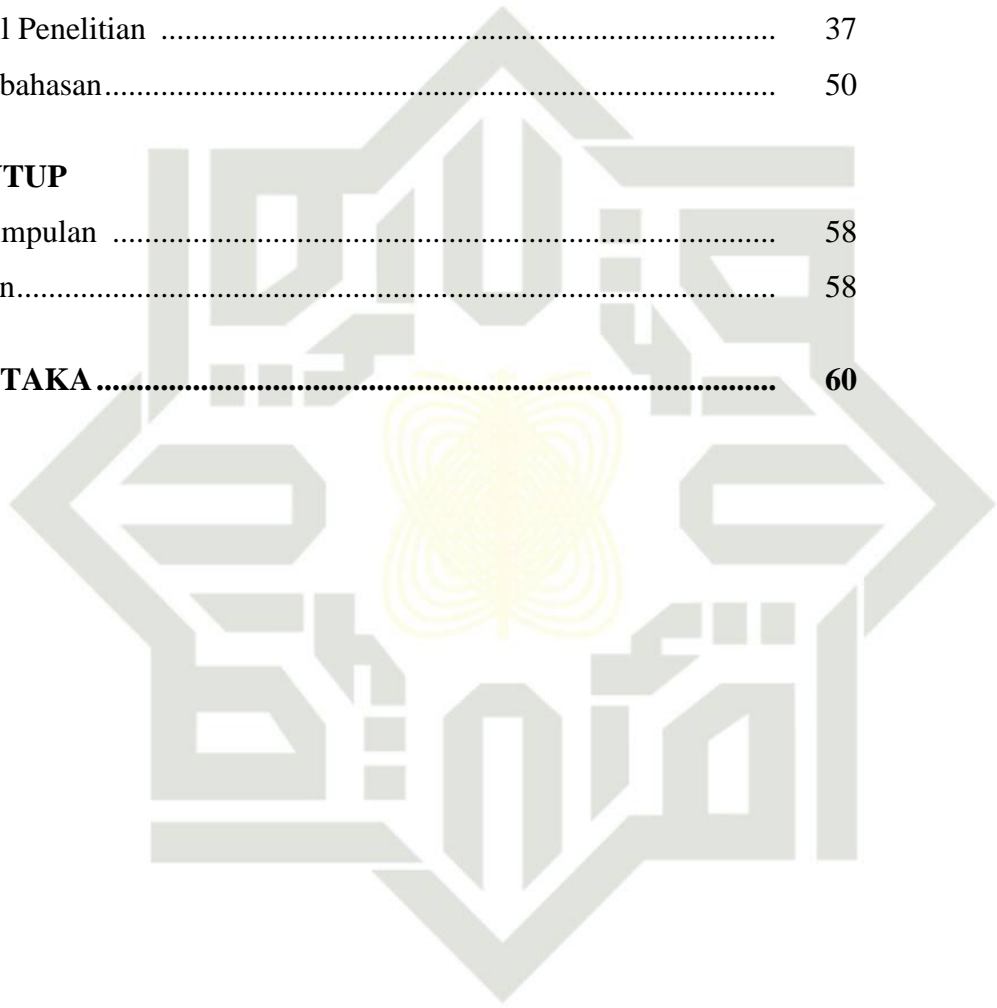 l Penelitian ............................................................................. 37
bahasan.................................................................................... 50
TUP
mpulan ................................................................................... 58
n............................................................................................... 58
TAKA ..................................................................................... 60